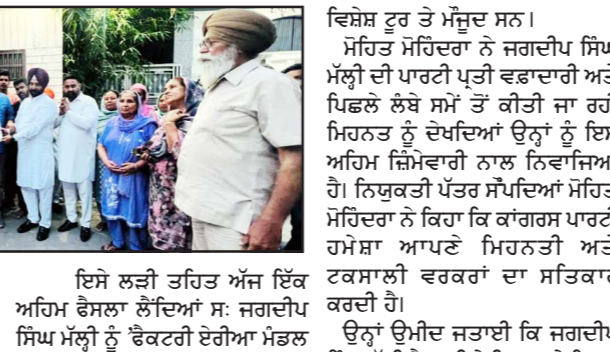 ਇਸੇ ਲੜੀ ਤਹਿਤ ਅੱਜ ਇੱਕ
ਅਹਿਮ ਫੈਸਲਾ ਲੈਂਦਿਆਂ ਸ: ਜਗਦੀਪ
ਸਿੰਘ ਮੱਲ੍ਹੀ ਨੂੰ 'ਫੈਕਟਰੀ ਏਰੀਆ ਮੰਡਲ
ਵਿਸ਼ੇਸ਼ ਟੂਰ ਤੇ ਮੌਜੂਦ ਸਨ।
ਮੋਹਿਤ ਮੋਹਿੰਦਰਾ ਨੇ ਜਗਦੀਪ ਸਿੰਘ
ਮੱਲ੍ਹੀ ਦੀ ਪਾਰਟੀ ਪ੍ਰਤੀ ਵਫ਼ਾਦਾਰੀ ਅਤੇ
ਪਿਛਲੇ ਲੰਬੇ ਸਮੇਂ ਤੋਂ ਕੀਤੀ ਜਾ ਰਹੀ
ਮਿਹਨਤ ਨੂੰ ਦੇਖਦਿਆਂ ਉਨ੍ਹਾਂ ਨੂੰ ਇਸ
ਅਹਿਮ ਜ਼ਿੰਮੇਵਾਰੀ ਨਾਲ ਨਿਵਾਜਿਆ
ਹੈ। ਨਿਯੁਕਤੀ ਪੱਤਰ ਸੌਂਪਦਿਆਂ ਮੋਹਿਤ
ਮੋਹਿੰਦਰਾ ਨੇ ਕਿਹਾ ਕਿ ਕਾਂਗਰਸ ਪਾਰਟੀ
ਹਮੇਸ਼ਾ ਆਪਣੇ ਮਿਹਨਤੀ ਅਤੇ
ਟਕਸਾਲੀ ਵਰਕਰਾਂ ਦਾ ਸਤਿਕਾਰ
ਕਰਦੀ ਹੈ।
ਉਨ੍ਹਾਂ ਉਮੀਦ ਜਤਾਈ ਕਿ ਜਗਦੀਪ